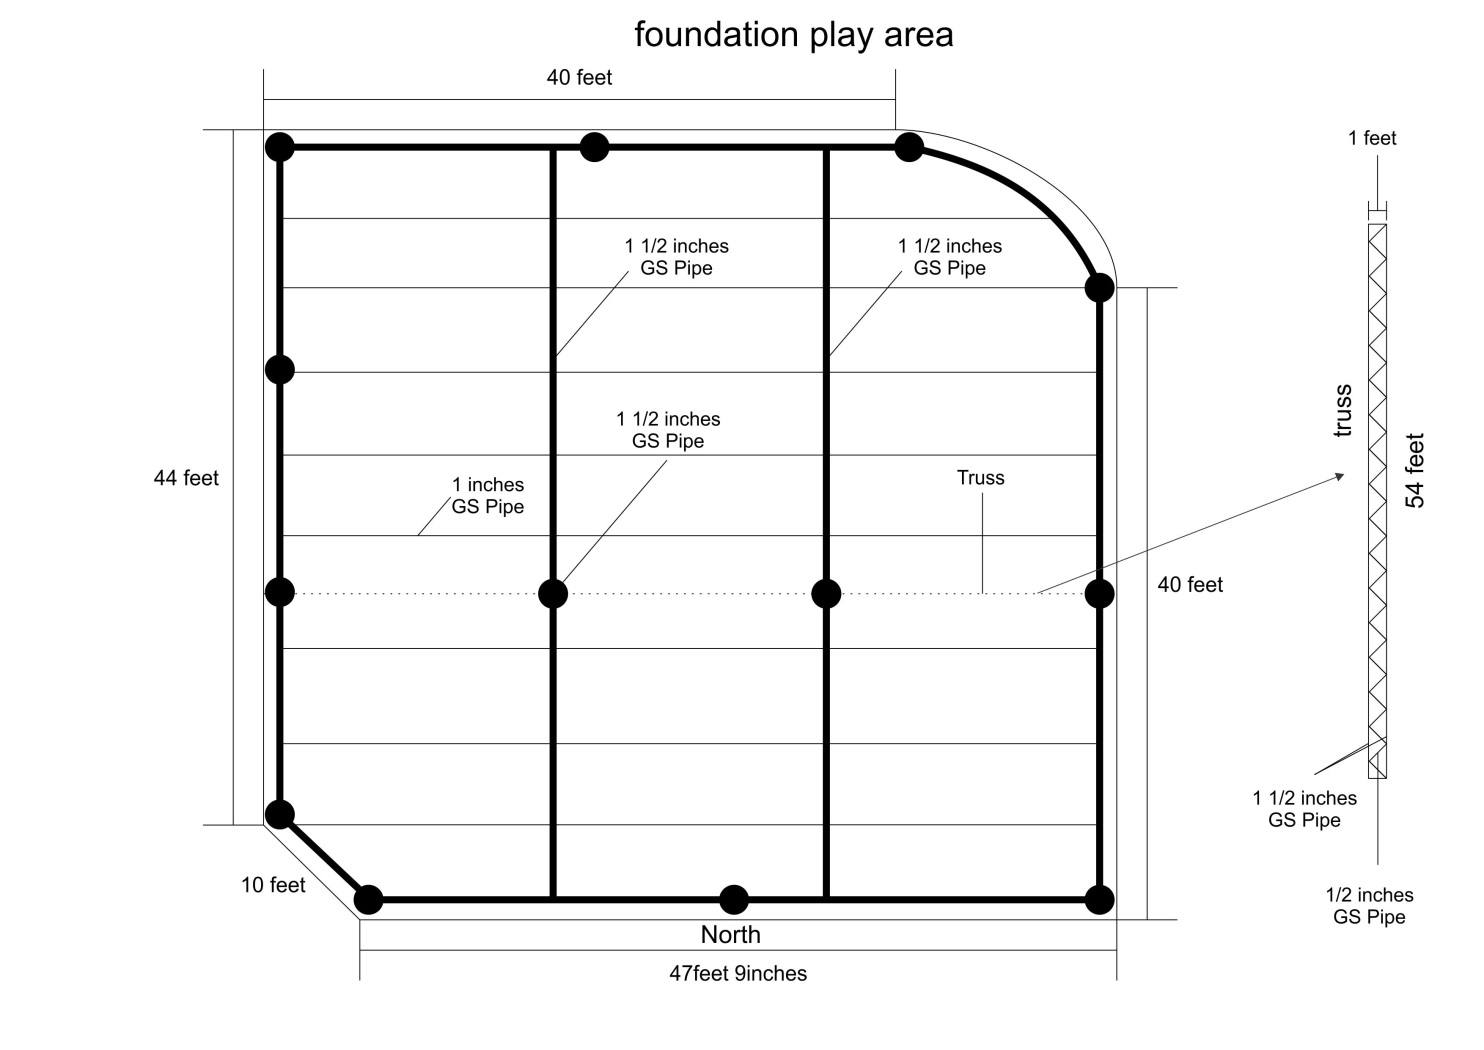 foundation play area
40 feet
1 feet
1 1/2 inches
GS Pipe
1 1/2 inches
GS Pipe
truss
1 1/2 inches
GS Pipe
54 feet
44 feet
1 inches
GS Pipe
Truss
40 feet
1 1/2 inches
GS Pipe
10 feet
1/2 inches
GS Pipe
North
47feet 9inches